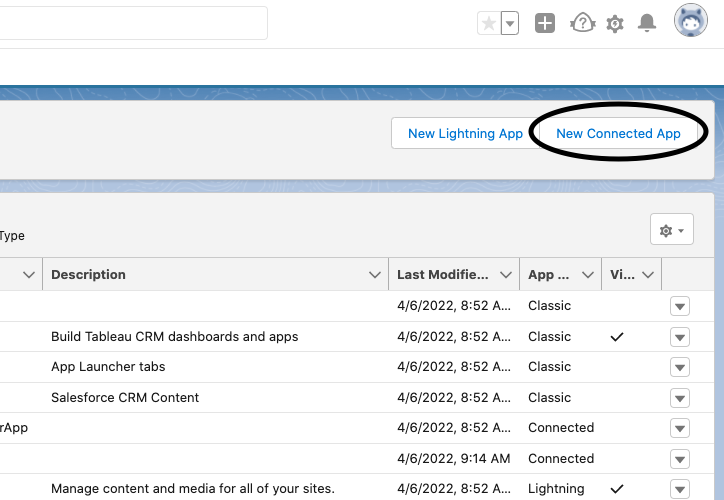 New Lightning App New Connected App
Type
Description Last Modifie... App ... Vi...
4/6/2022, 8:52 A... Classic
Build Tableau CRM dashboards and apps 4/6/2022, 8:52 A... Classic
App Launcher tabs 4/6/2022, 8:52 A... Classic
Salesforce CRM Content 4/6/2022, 8:52 A... Classic
rApp 4/6/2022, 8:52 A... Connected
4/6/2022, 9:14 AM Connected
Manage content and media for all of your sites. 4/6/2022, 8:52 A... Lightning